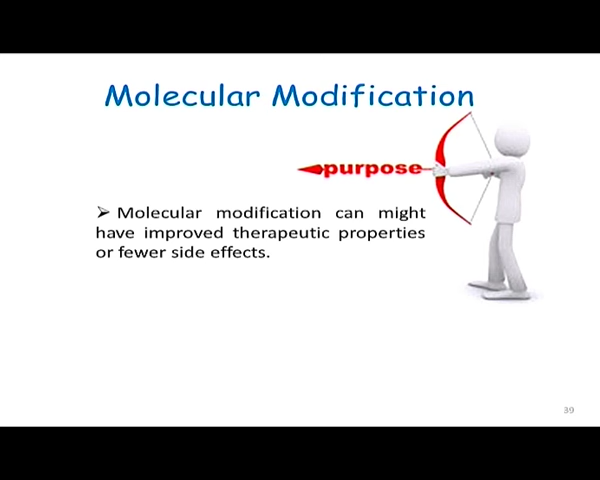 Molecular Modification
purpose
➢ Molecular modification can might
have improved therapeutic properties
or fewer side effects.
39